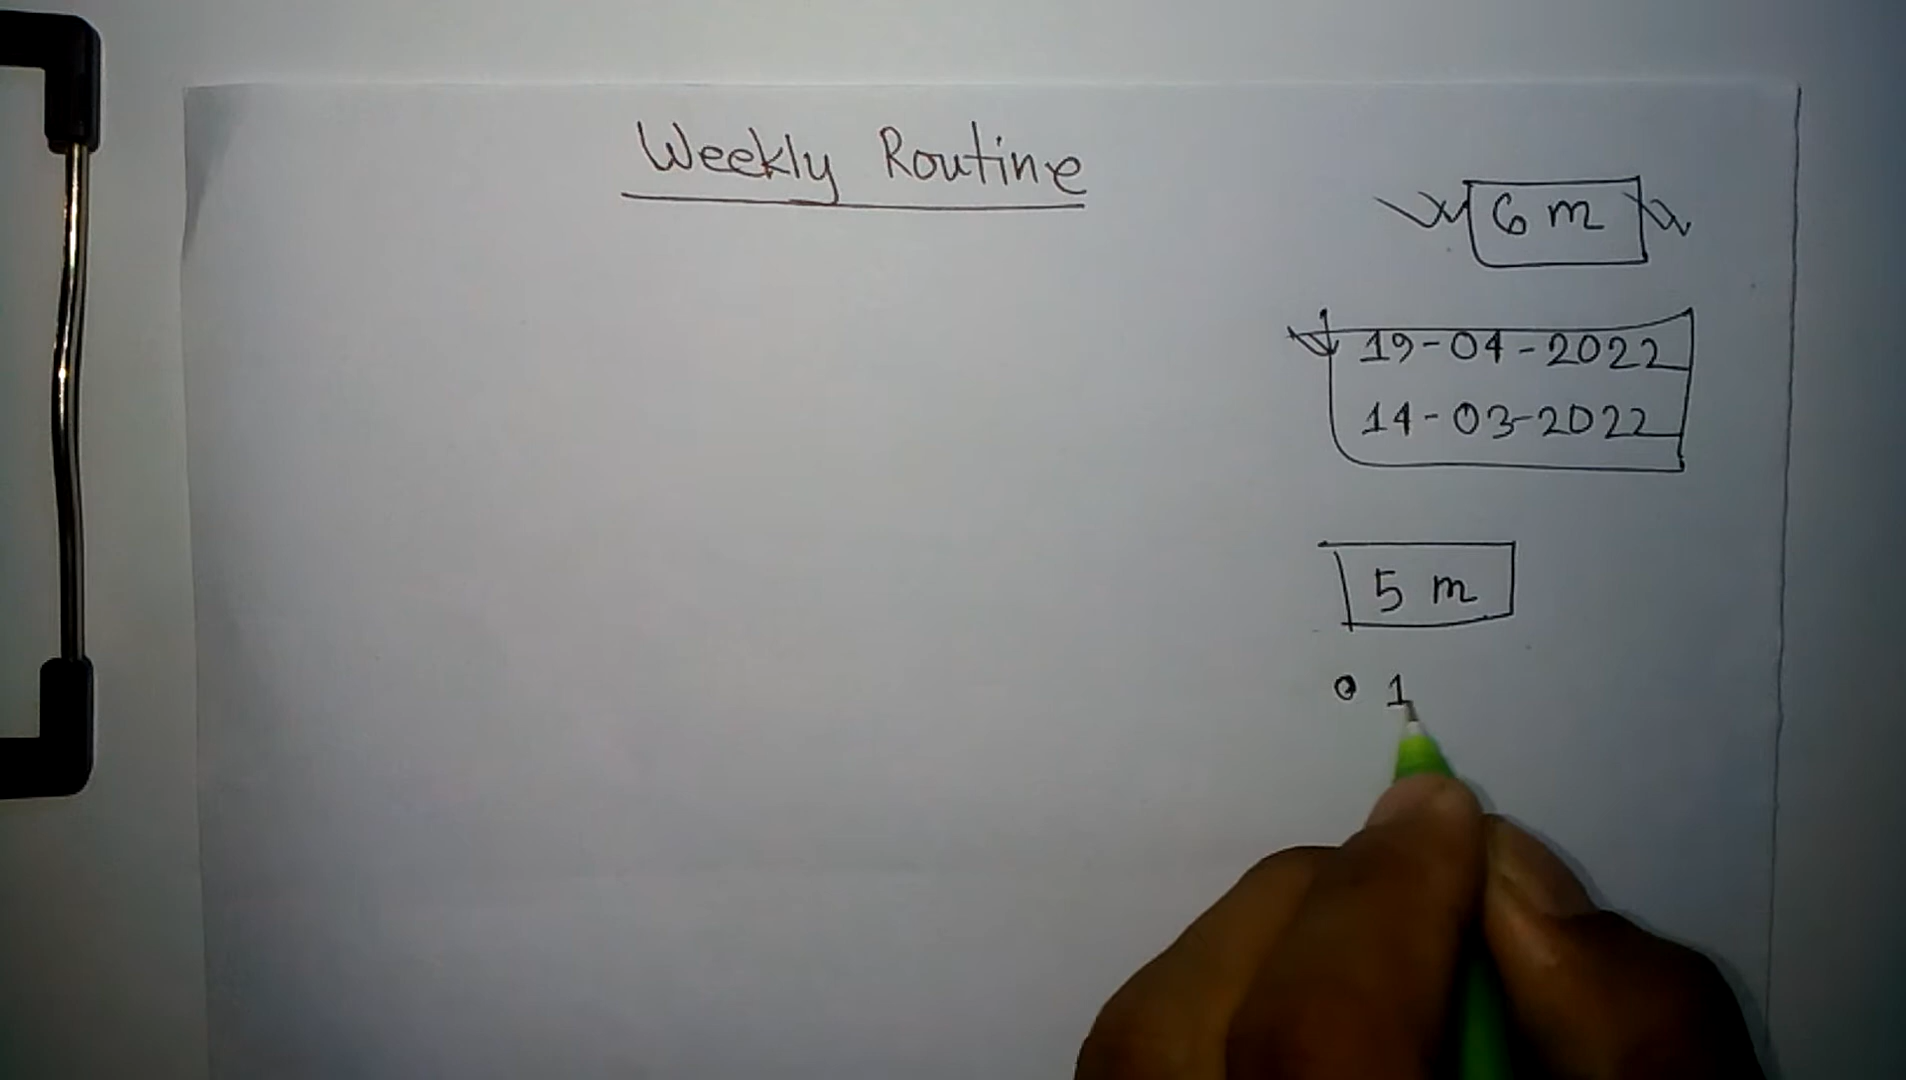 Weekly Routine
6 m
19-04-2022
14-03-2022
5 m
• 1